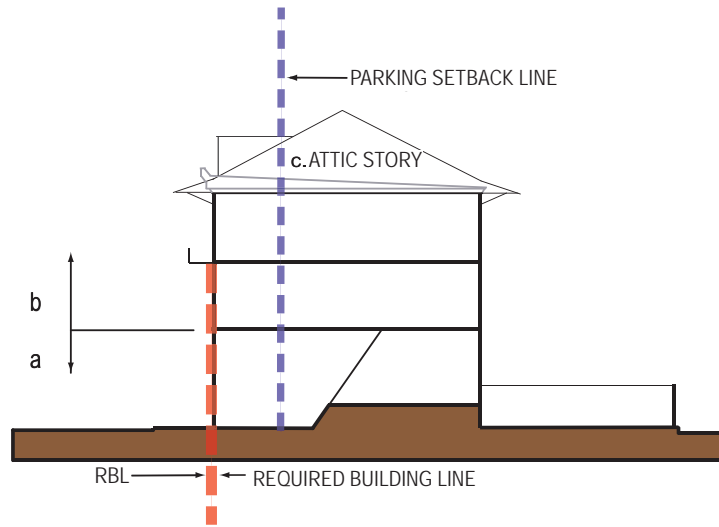 PARKING SETBACK LINE
c. ATTIC STORY
b
a
RBL
REQUIRED BUILDING LINE